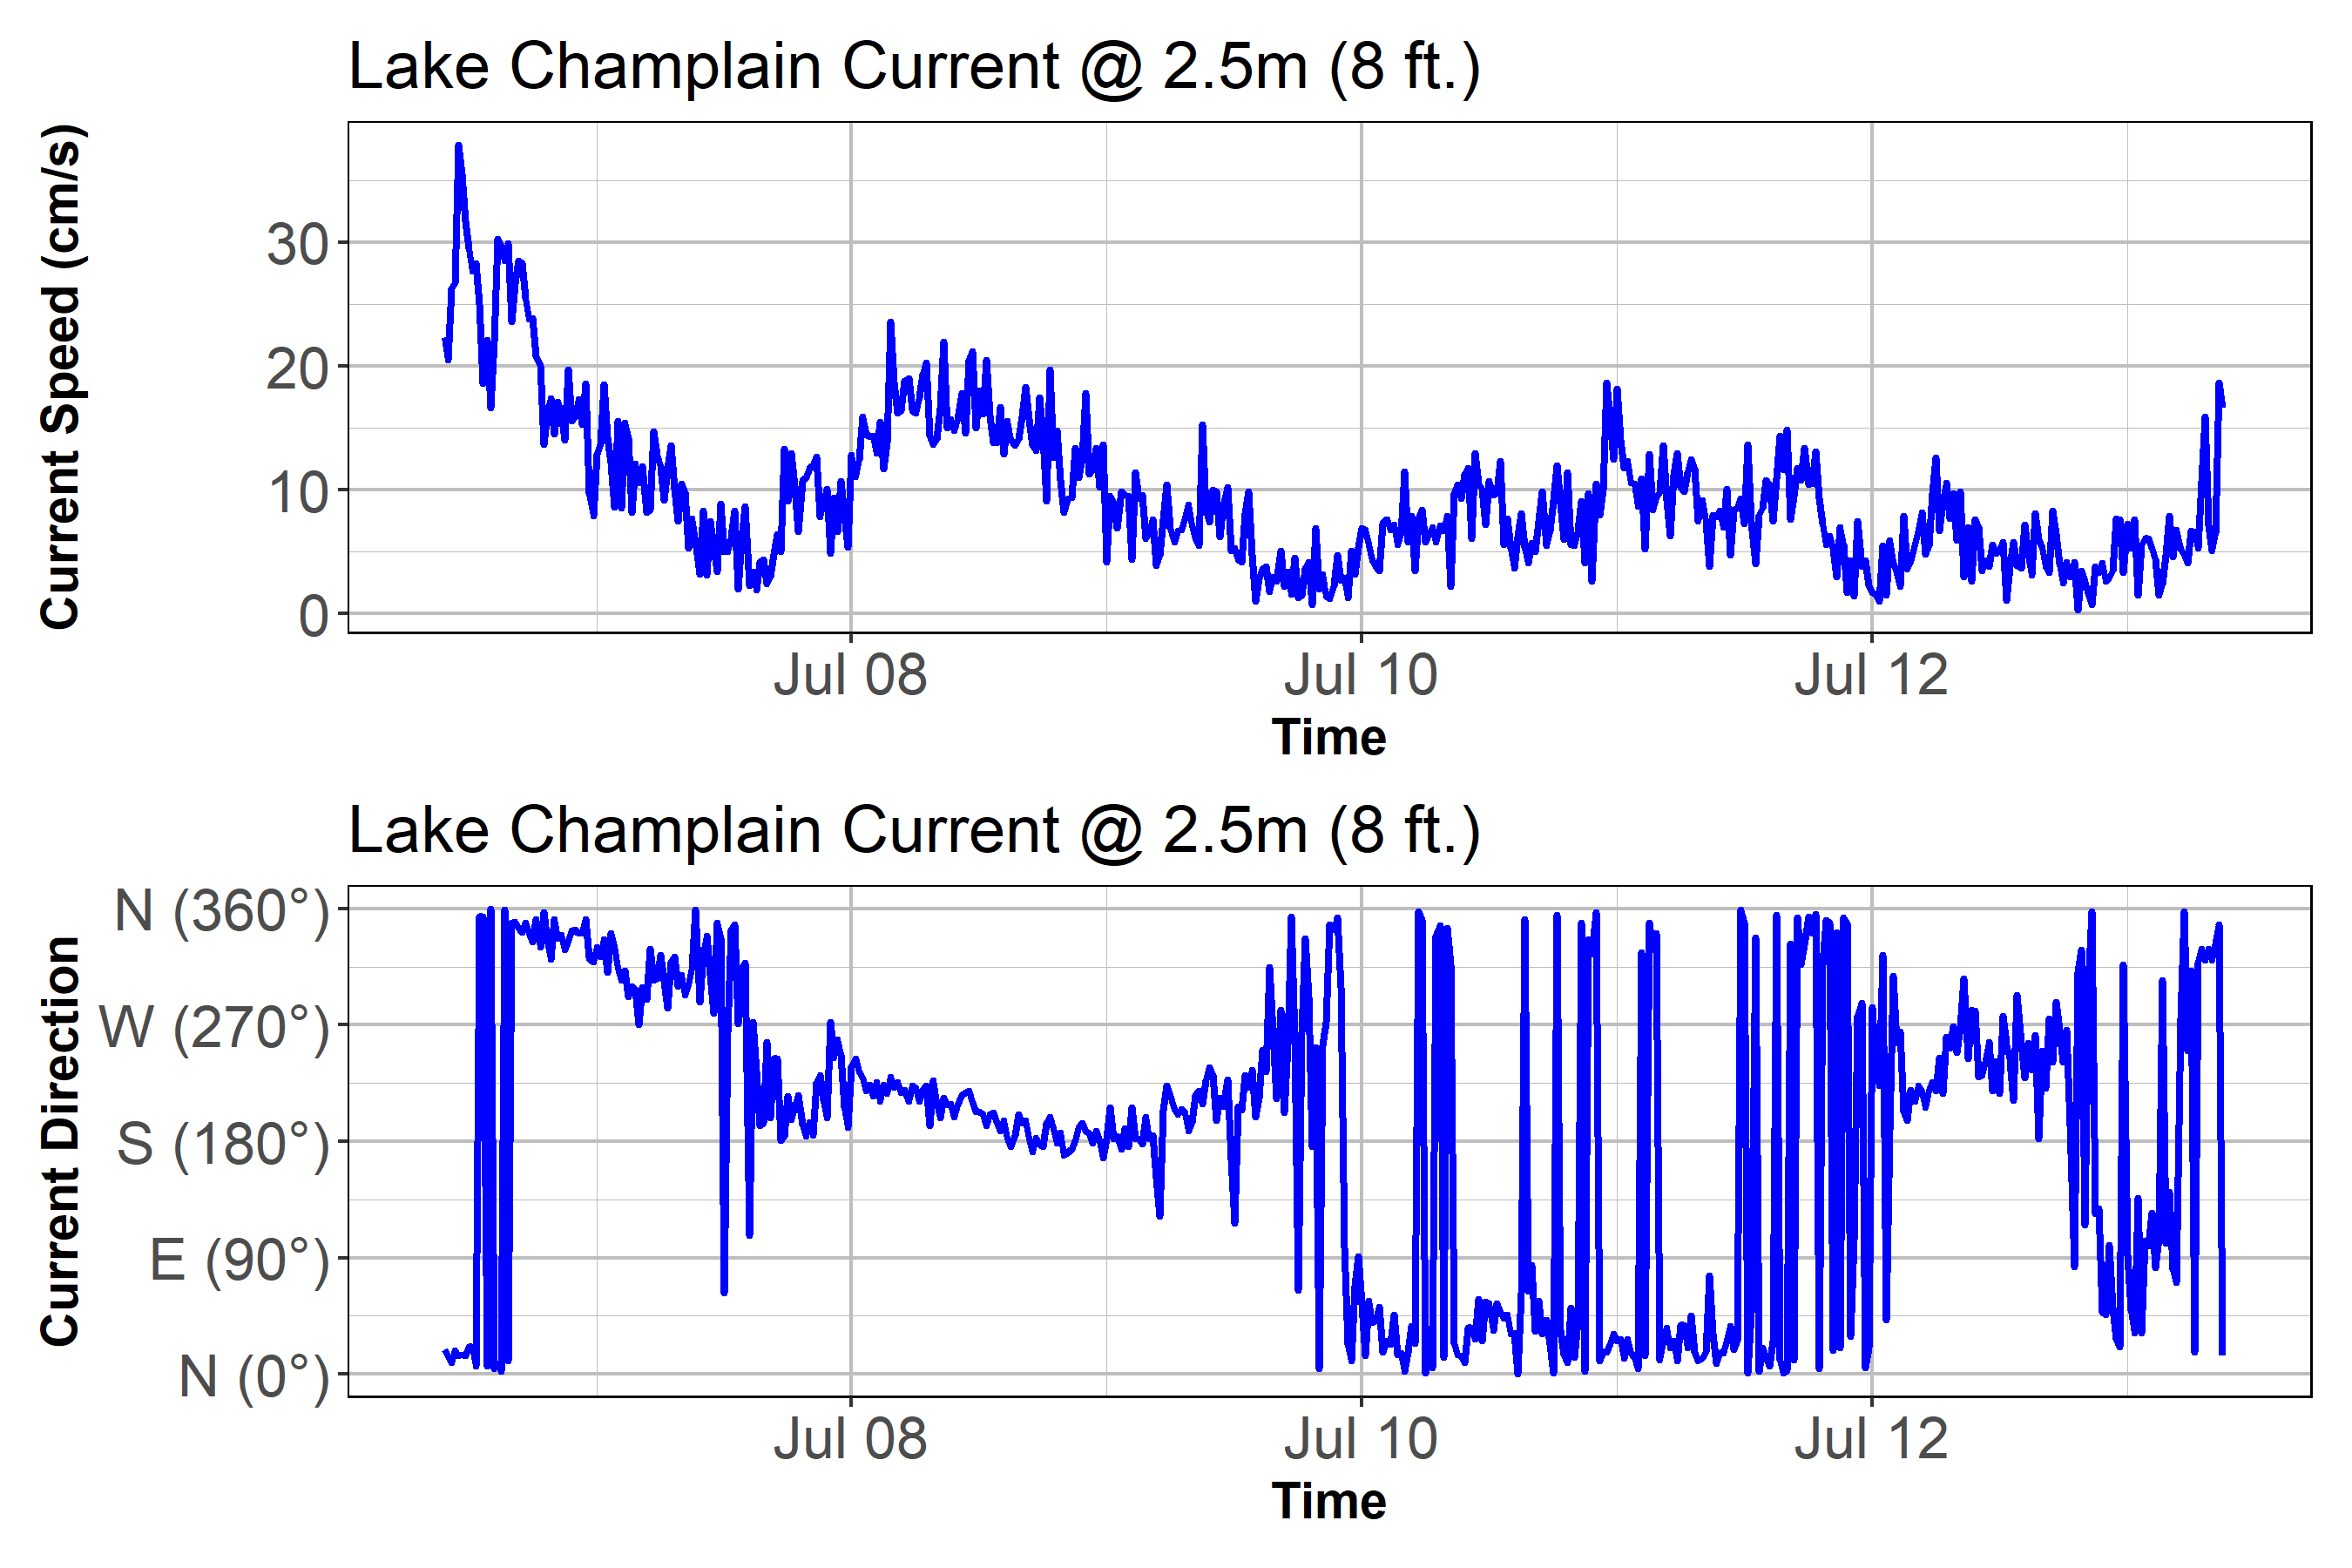 Lake Champlain Current @ 2.5m (8 ft.)
Current Speed (cm/s)
30
20
10
0
Jul 08 Jul 10 Jul 12
Time
Lake Champlain Current @ 2.5m (8 ft.)
Current Direction
N (360°)
W (270°)
S (180°)
E (90°)
N (0°)
Jul 08 Jul 10 Jul 12
Time